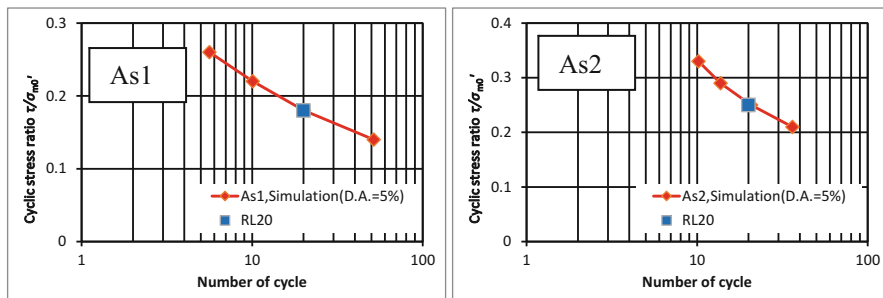 0.3
0.2
0.1
0
Cyclic stress ratio τ/σm0'
As1
As1,Simulation(D.A.=5%)
RL20
1
10
100
Number of cycle
0.4
0.3
0.2
0.1
0
Cyclic stress ratio τ/σm0'
As2
As2,Simulation(D.A.=5%)
RL20
1
10
100
Number of cycle